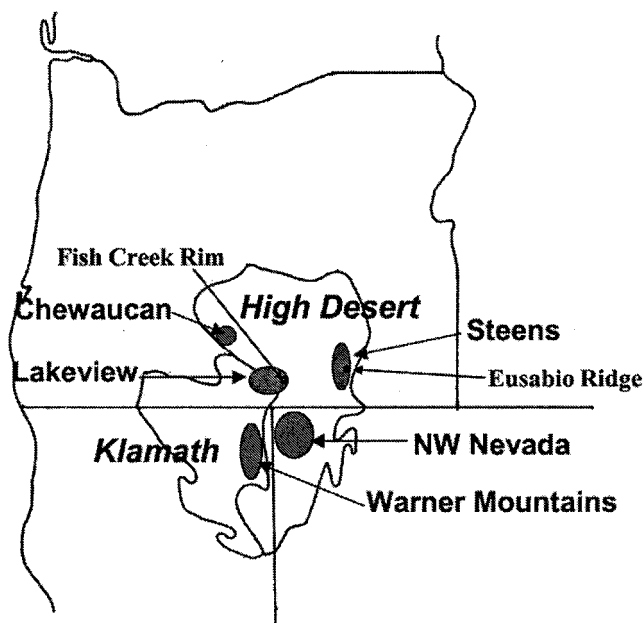 Fish Creek Rim
High Desert
Chewaucan
Steens
Lakeview
Eusabio Ridge
Klamath
NW Nevada
Warner Mountains